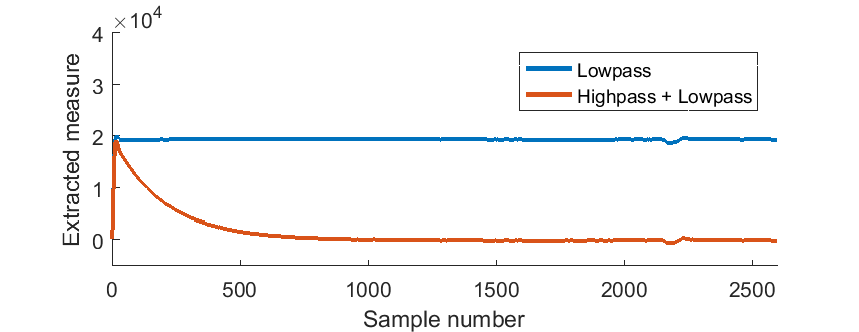 ×10⁴
4
3
2
1
0
Extracted measure
Lowpass
Highpass + Lowpass
0 500 1000 1500 2000 2500
Sample number